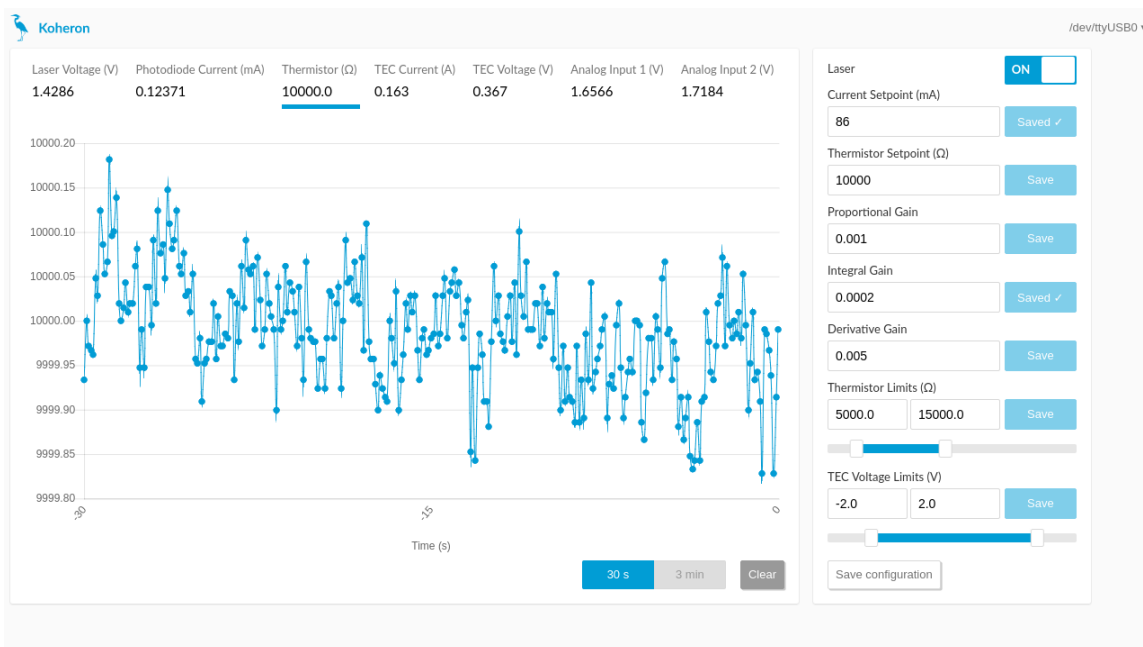 Koheron
/dev/ttyUSB0
Laser Voltage (V) Photodiode Current (mA) Thermistor (Ω) TEC Current (A) TEC Voltage (V) Analog Input 1 (V) Analog Input 2 (V)
1.4286 0.12371 10000.0 0.163 0.367 1.6566 1.7184
10000.20
10000.15
10000.10
10000.05
10000.00
9999.95
9999.90
9999.85
9999.80
-30 -15 0
Time (s)
30 s 3 min Clear
Laser ON
Current Setpoint (mA)
86 Saved ✓
Thermistor Setpoint (Ω)
10000 Save
Proportional Gain
0.001 Save
Integral Gain
0.0002 Saved ✓
Derivative Gain
0.005 Save
Thermistor Limits (Ω)
5000.0 15000.0 Save
TEC Voltage Limits (V)
-2.0 2.0 Save
Save configuration